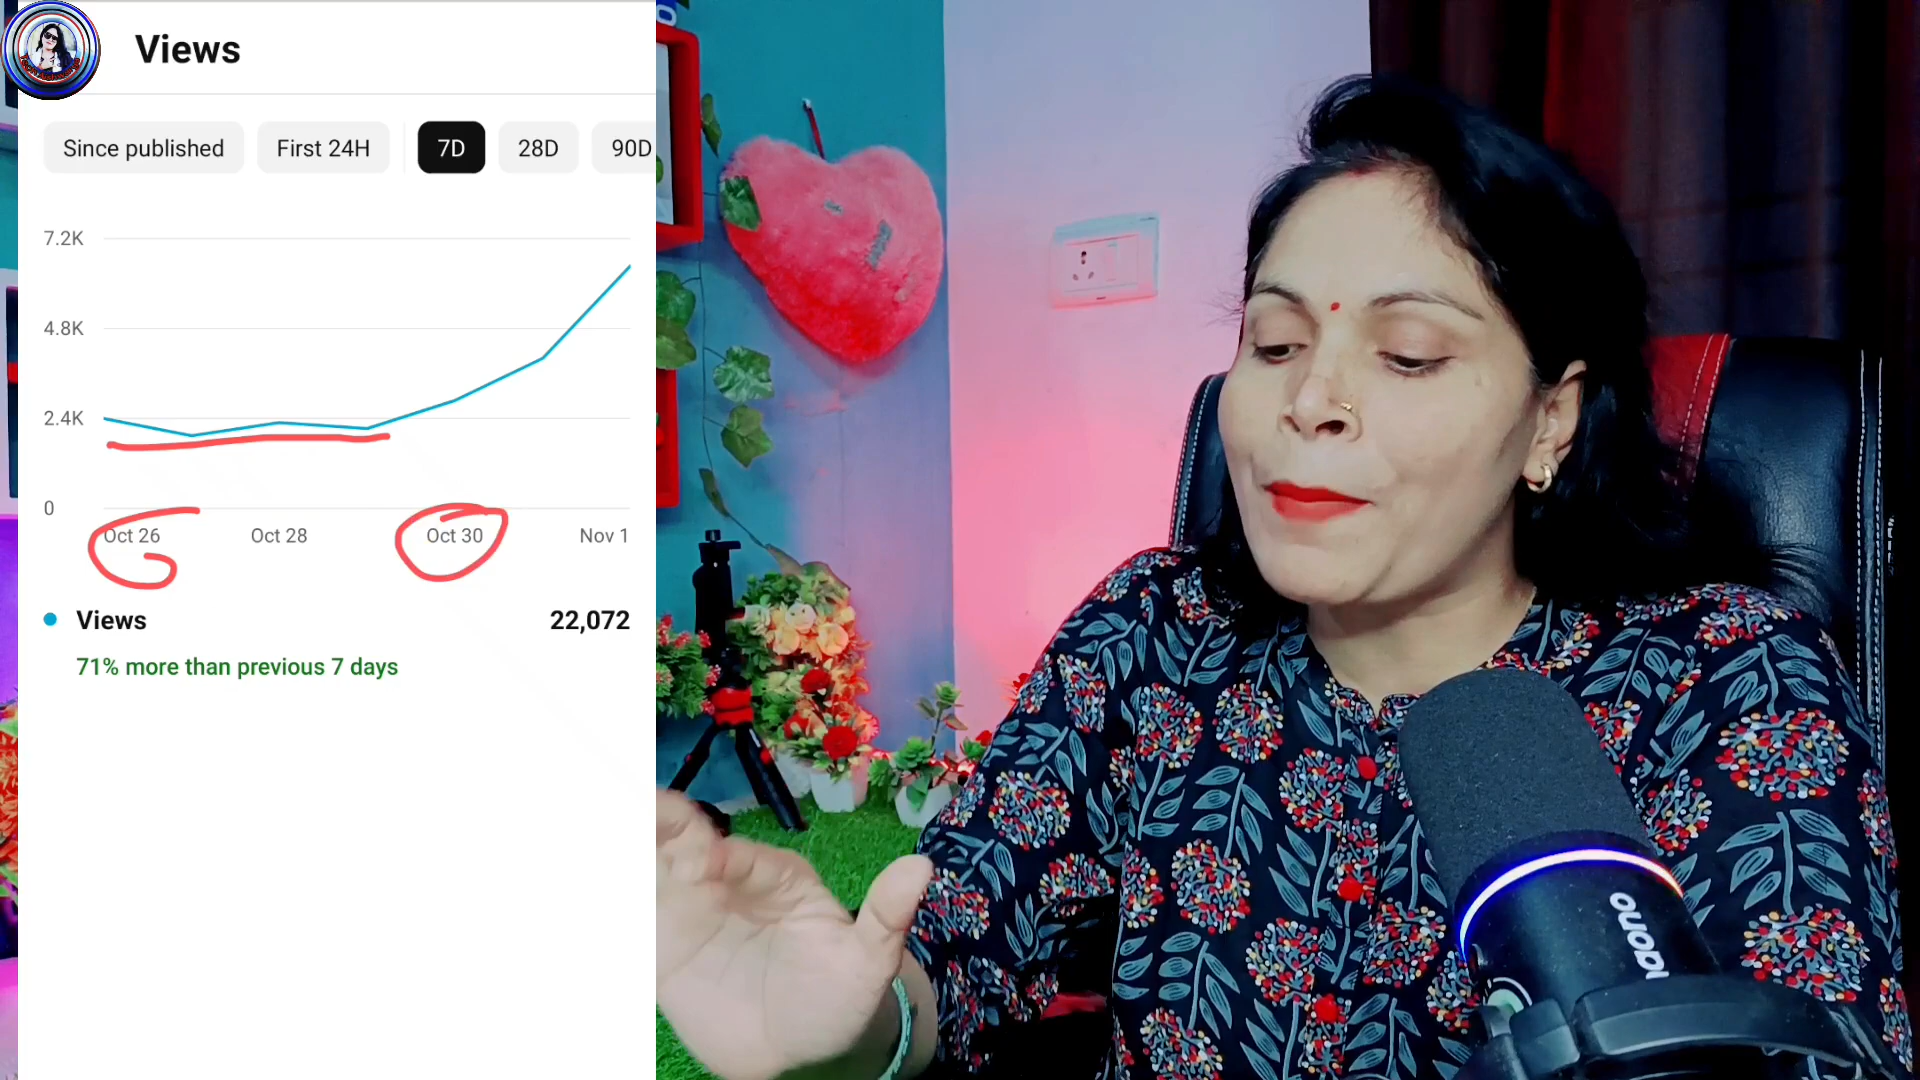 Views
Since published First 24H 7D 28D 90D
7.2K
4.8K
2.4K
0
Oct 26 Oct 28 Oct 30 Nov 1
Views 22,072
71% more than previous 7 days
maono